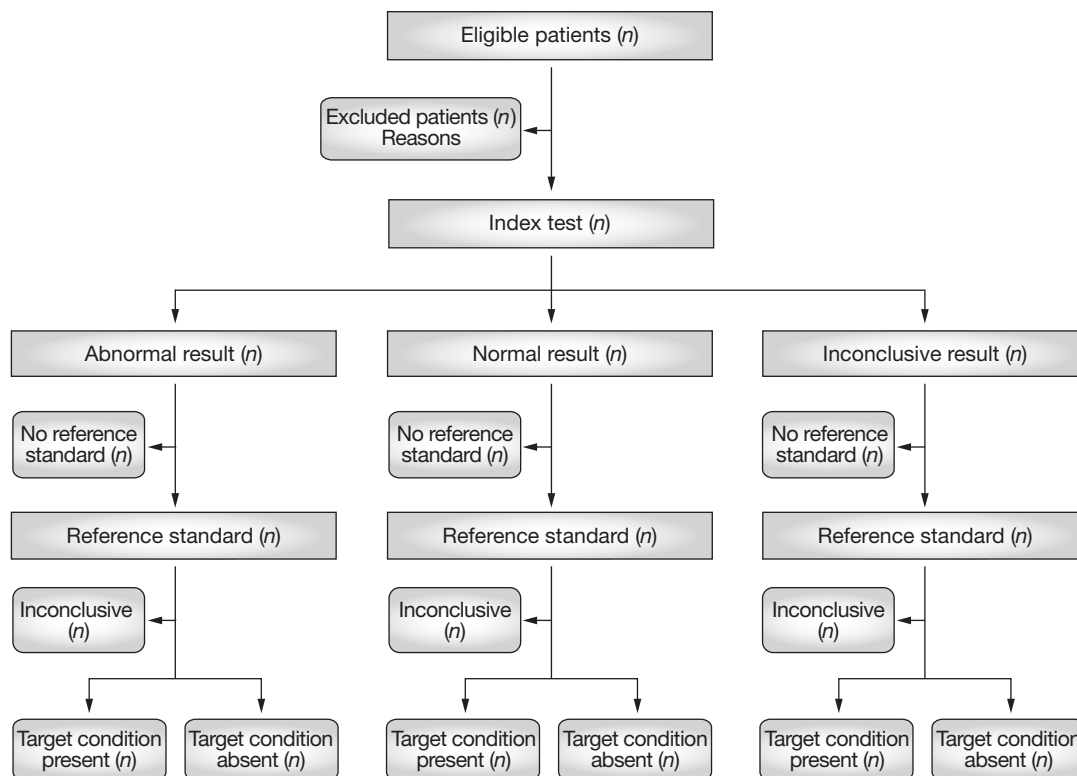 Eligible patients (n)
Excluded patients (n)
Reasons
Index test (n)
Abnormal result (n)
Normal result (n)
Inconclusive result (n)
No reference
standard (n)
No reference
standard (n)
No reference
standard (n)
Reference standard (n)
Reference standard (n)
Reference standard (n)
Inconclusive
(n)
Inconclusive
(n)
Inconclusive
(n)
Target condition
present (n)
Target condition
absent (n)
Target condition
present (n)
Target condition
absent (n)
Target condition
present (n)
Target condition
absent (n)